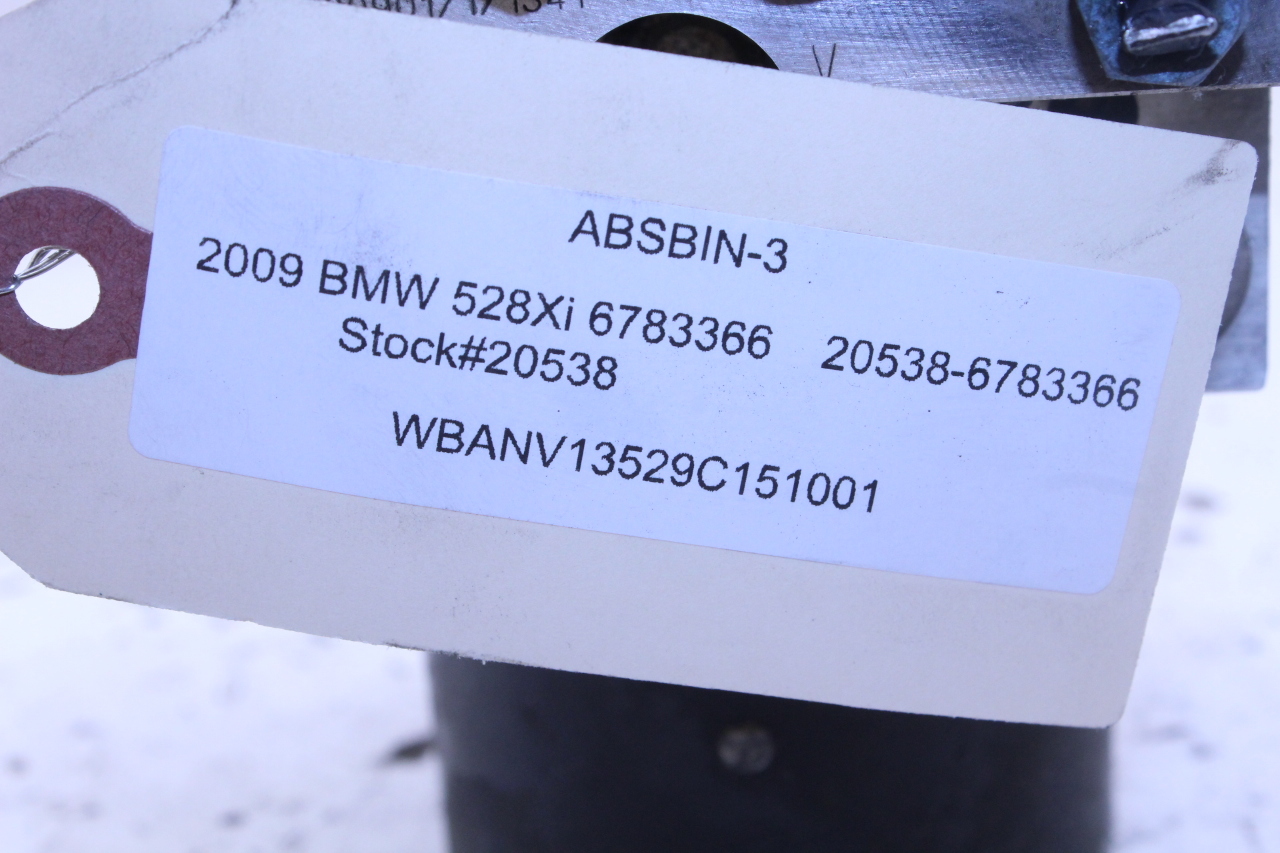 V
ABSBIN-3
2009 BMW 528Xi 6783366 20538-6783366
Stock#20538
WBANV13529C151001